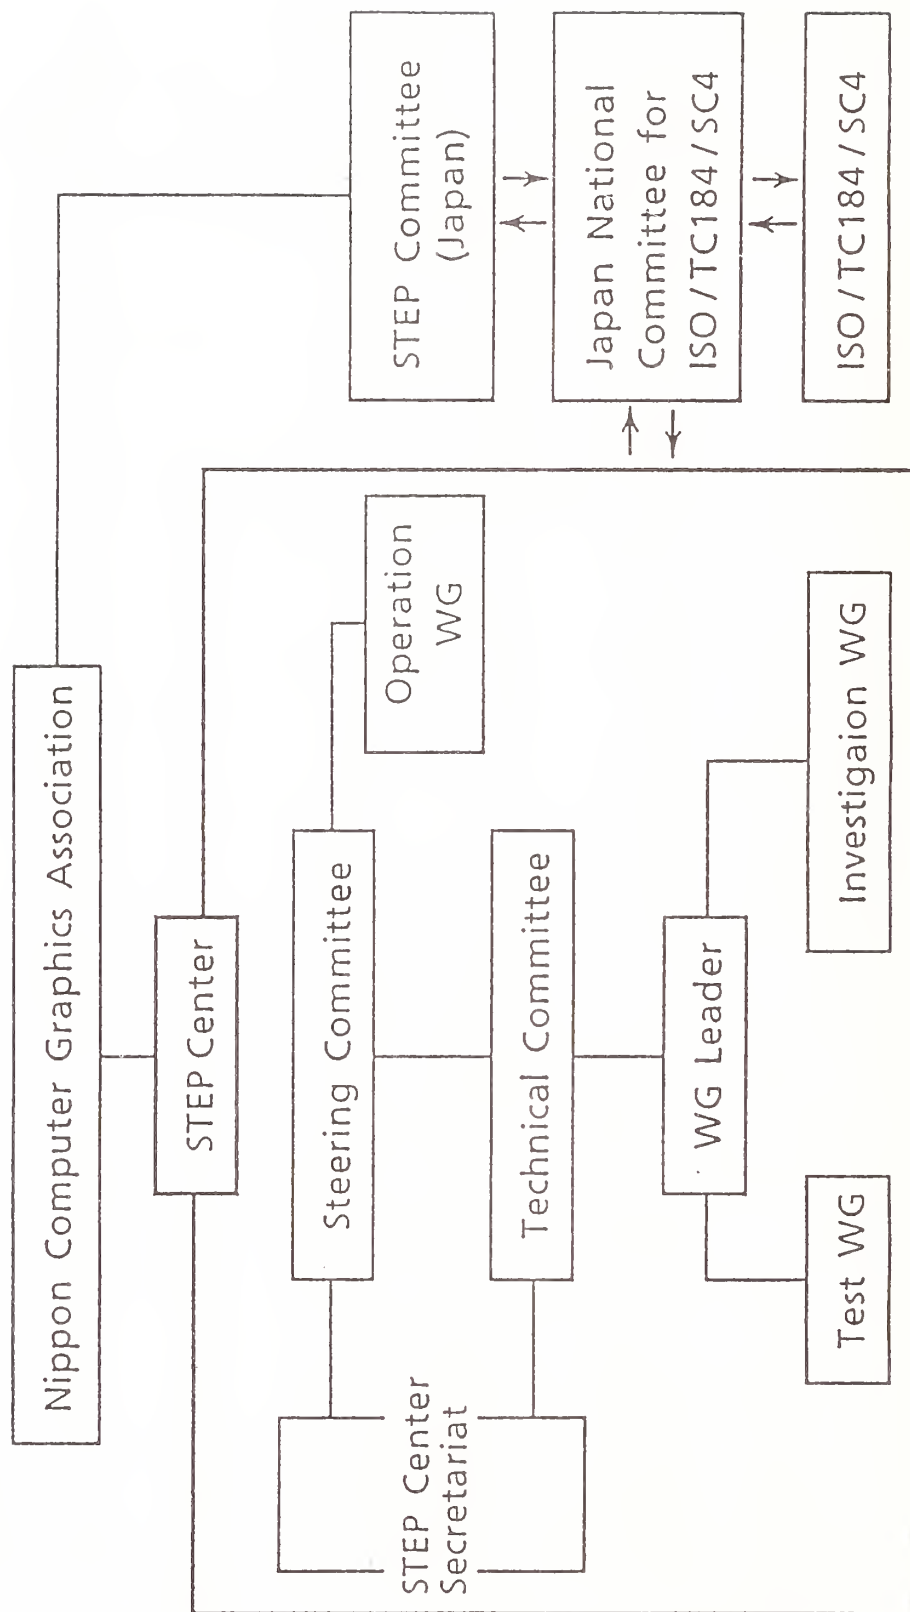 Nippon Computer Graphics Association
STEP Center
STEP Center
Secretariat
Steering Committee
Operation
WG
Technical Committee
WG Leader
Test WG
Investigaion WG
STEP Committee
(Japan)
Japan National
Committee for
ISO/TC184/SC4
ISO/TC184/SC4